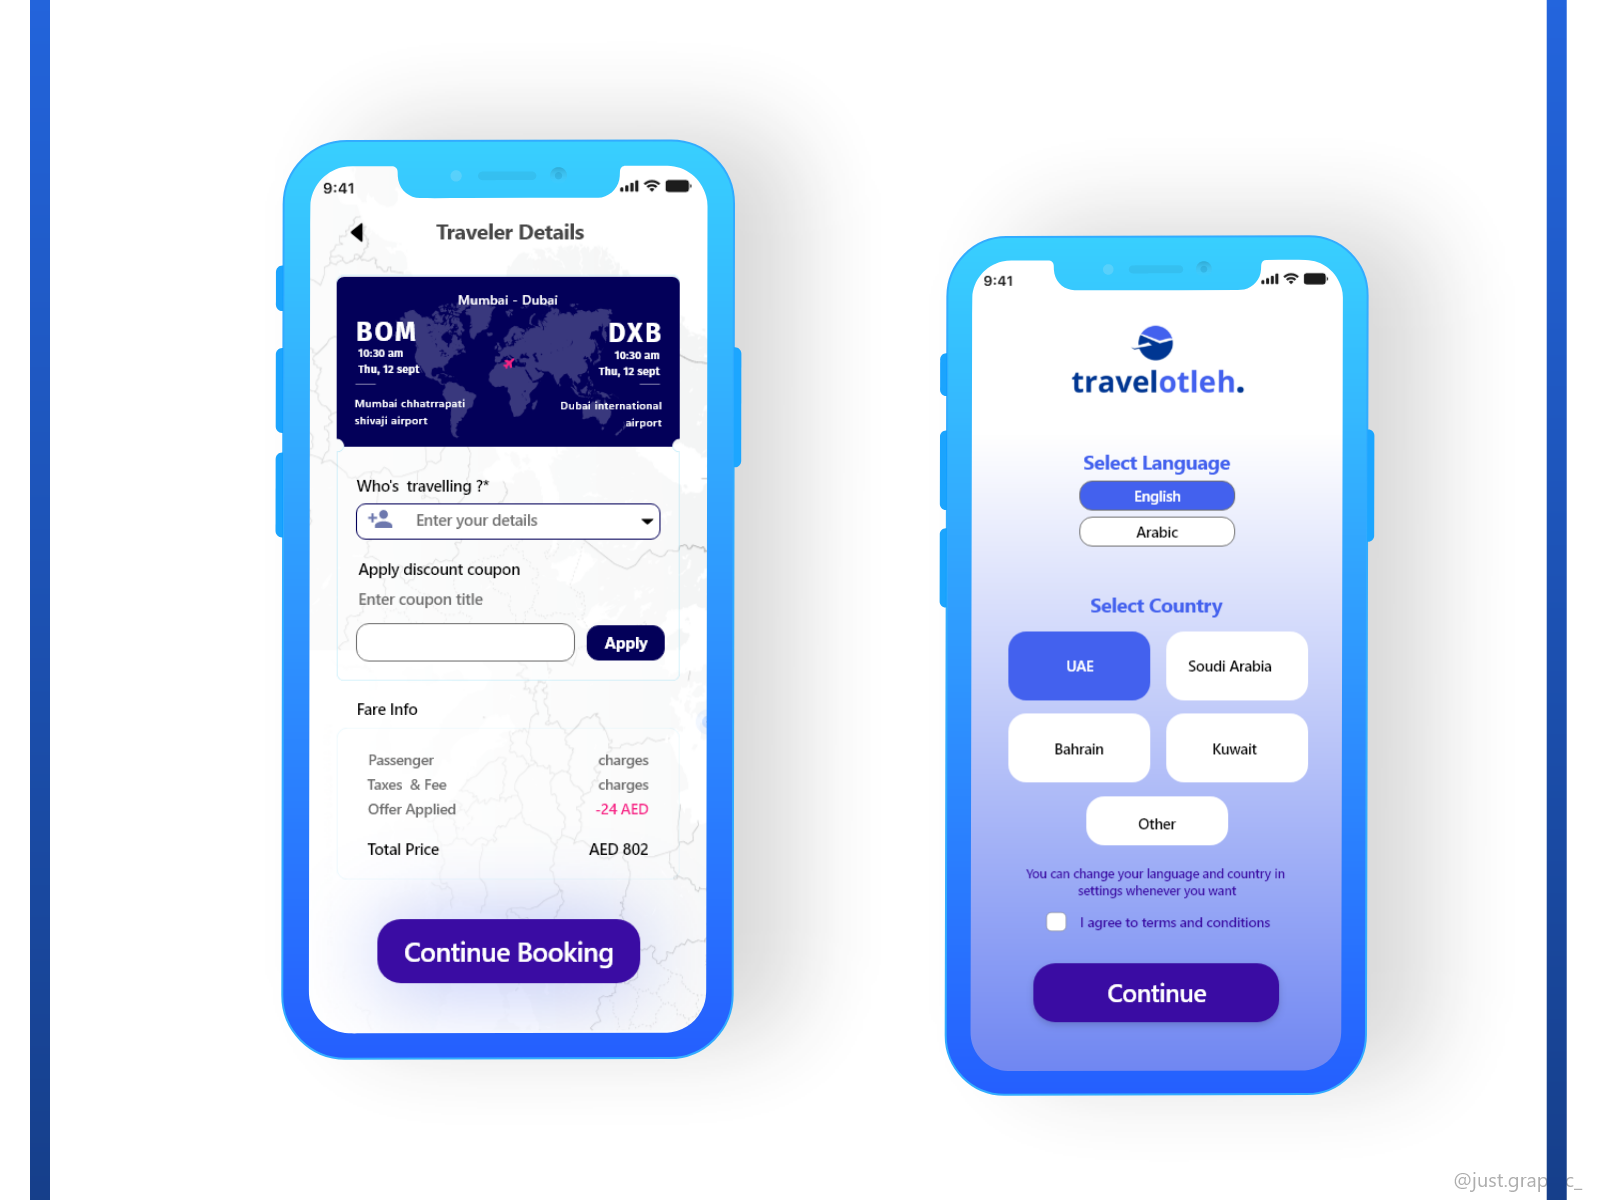 9:41
Traveler Details
Mumbai - Dubai
BOM
DXB
10:30 am
10:30 am
Thu, 12 sept
Thu, 12 sept
Mumbai chhatrrapati
shivaji airport
Dubai international
airport
Who's travelling ?*
Enter your details
Apply discount coupon
Enter coupon title
Apply
Fare Info
Passenger charges
Taxes & Fee charges
Offer Applied -24 AED
Total Price AED 802
Continue Booking
9:41
travelotleh.
Select Language
English
Arabic
Select Country
UAE
Soudi Arabia
Bahrain
Kuwait
Other
You can change your language and country in
settings whenever you want
I agree to terms and conditions
Continue